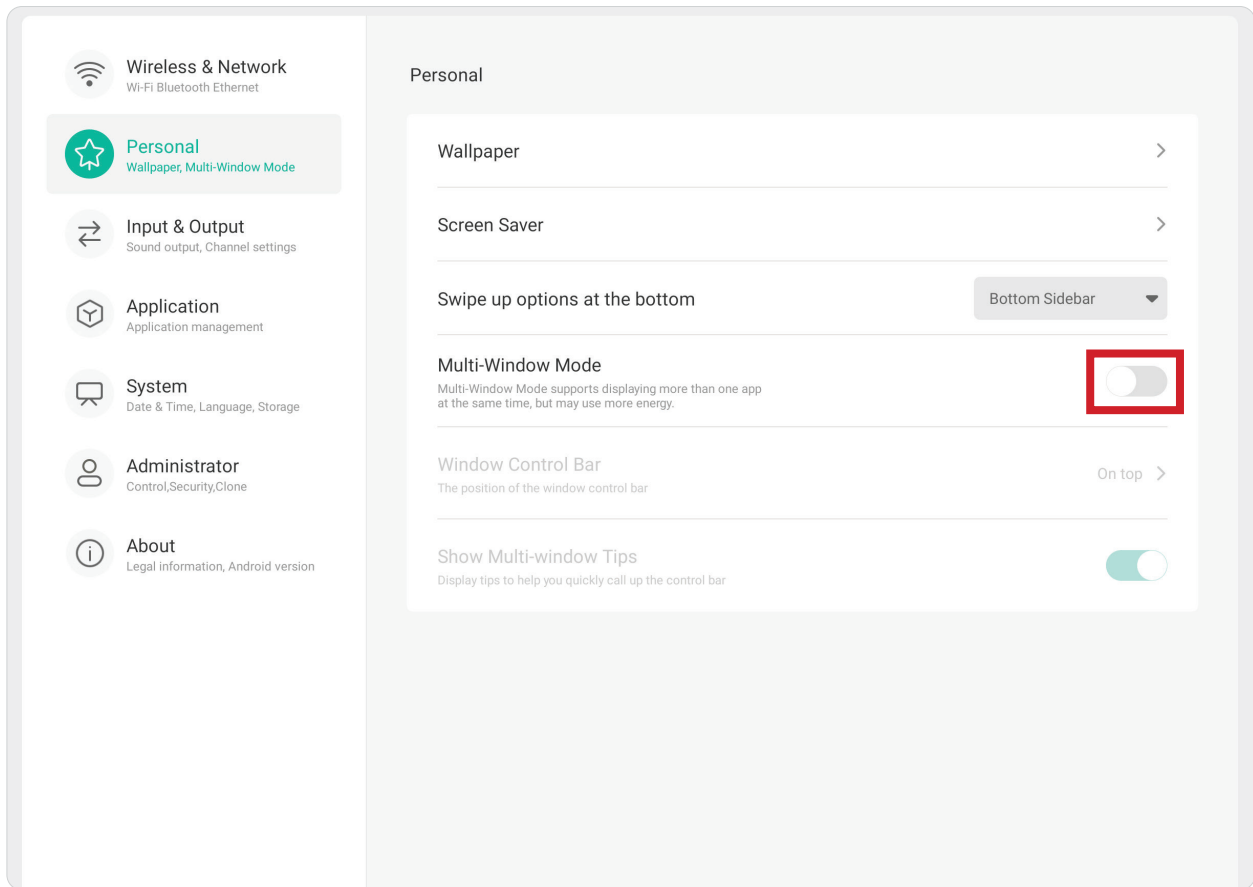 Wireless & Network
Wi-Fi Bluetooth Ethernet
Personal
Wallpaper, Multi-Window Mode
Input & Output
Sound output, Channel settings
Application
Application management
System
Date & Time, Language, Storage
Administrator
Control,Security,Clone
About
Legal information, Android version
Personal
Wallpaper
Screen Saver
Swipe up options at the bottom
Bottom Sidebar
Multi-Window Mode
Multi-Window Mode supports displaying more than one app
at the same time, but may use more energy.
Window Control Bar
The position of the window control bar
On top
Show Multi-window Tips
Display tips to help you quickly call up the control bar